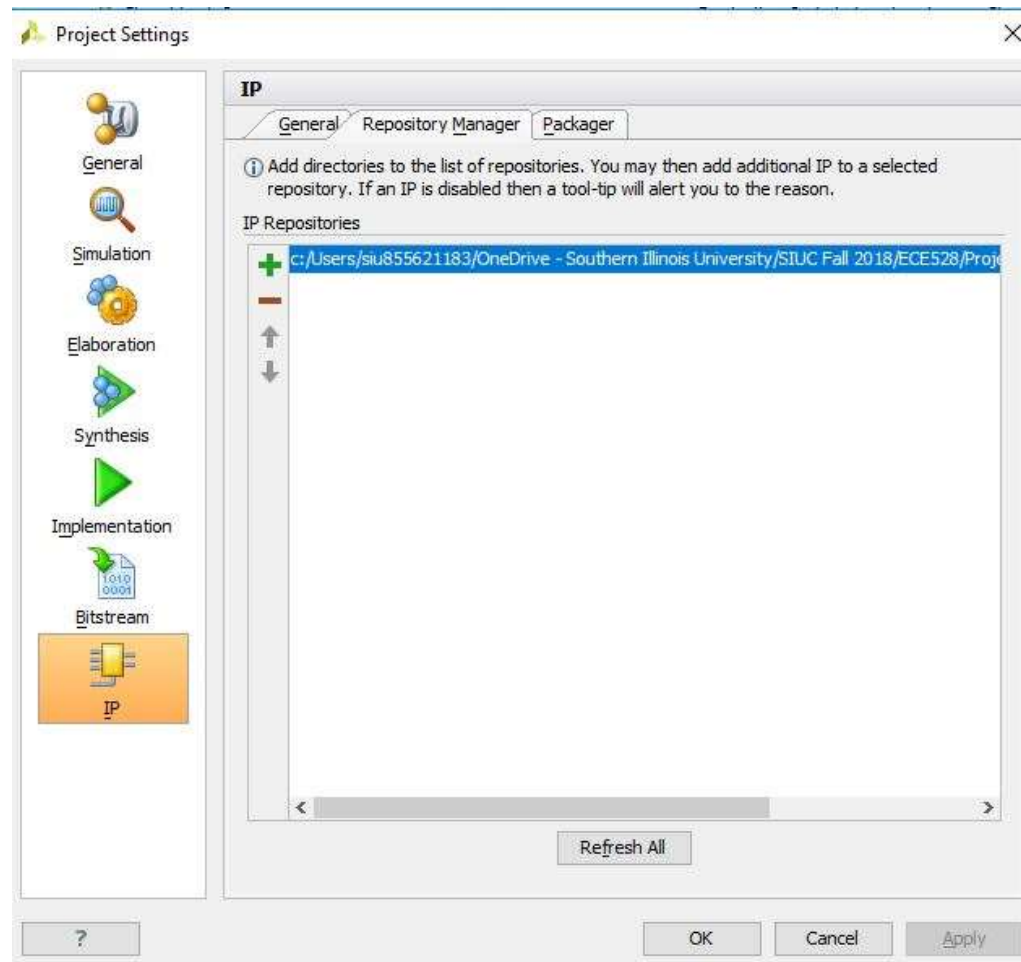 Project Settings
General
Simulation
Elaboration
Synthesis
Implementation
Bitstream
IP
IP
General Repository Manager Packager
Add directories to the list of repositories. You may then add additional IP to a selected
repository. If an IP is disabled then a tool-tip will alert you to the reason.
IP Repositories
c:/Users/siu855621183/OneDrive - Southern Illinois University/SIUC Fall 2018/ECE528/Proje
Refresh All
? OK Cancel Apply